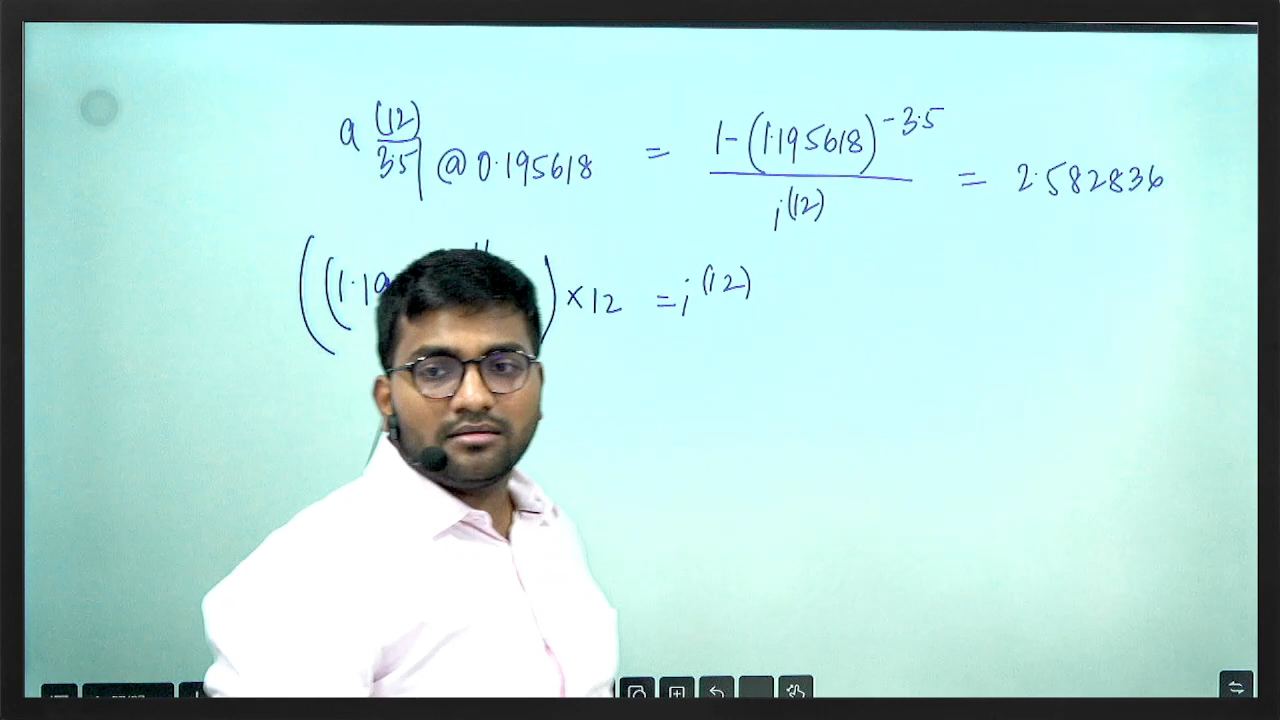 a (12) 3.5 @ 0.195618 = 1-(1.195618)^-3.5 / i^(12) = 2.582836
((1.19 ) ×12 = i^(12)